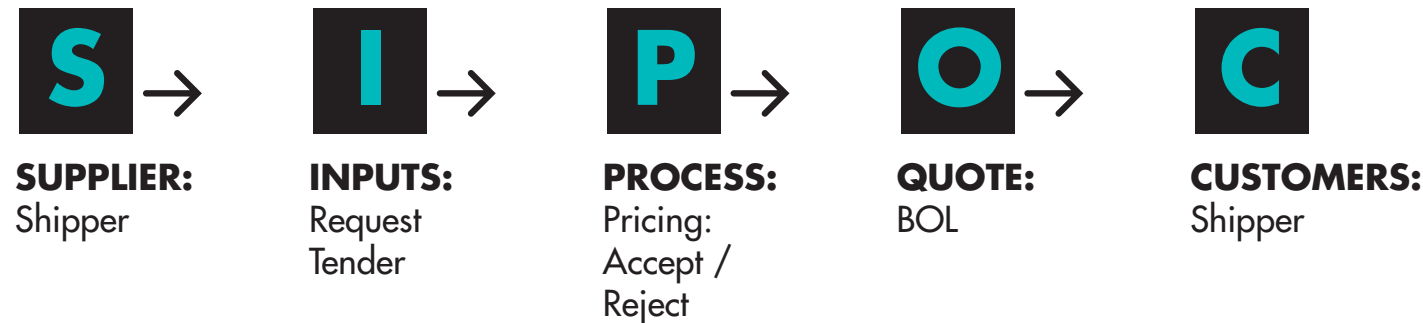 S → I → P → O → C
SUPPLIER:
Shipper
INPUTS:
Request
Tender
PROCESS:
Pricing:
Accept /
Reject
QUOTE:
BOL
CUSTOMERS:
Shipper